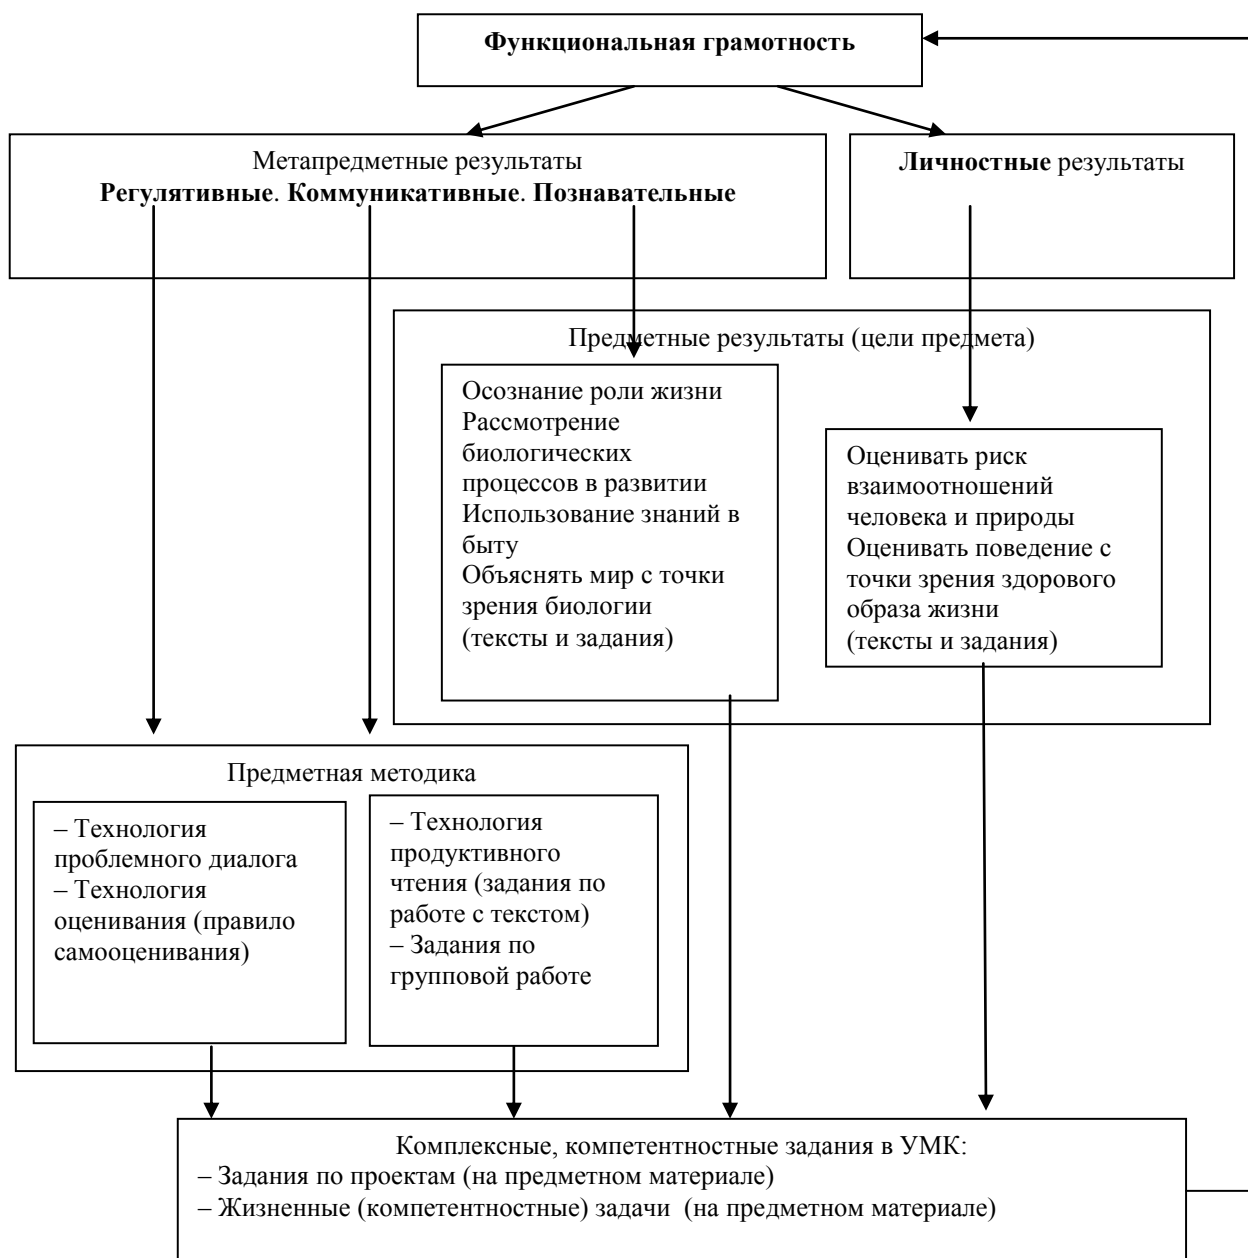 Функциональная грамотность
Метапредметные результаты
Регулятивные. Коммуникативные. Познавательные
Личностные результаты
Предметные результаты (цели предмета)
Осознание роли жизни
Рассмотрение
биологических
процессов в развитии
Использование знаний в
быту
Объяснять мир с точки
зрения биологии
(тексты и задания)
Оценивать риск
взаимоотношений
человека и природы
Оценивать поведение с
точки зрения здорового
образа жизни
(тексты и задания)
Предметная методика
– Технология
проблемного диалога
– Технология
оценивания (правило
самооценивания)
– Технология
продуктивного
чтения (задания по
работе с текстом)
– Задания по
групповой работе
Комплексные, компетентностные задания в УМК:
– Задания по проектам (на предметном материале)
– Жизненные (компетентностные) задачи (на предметном материале)